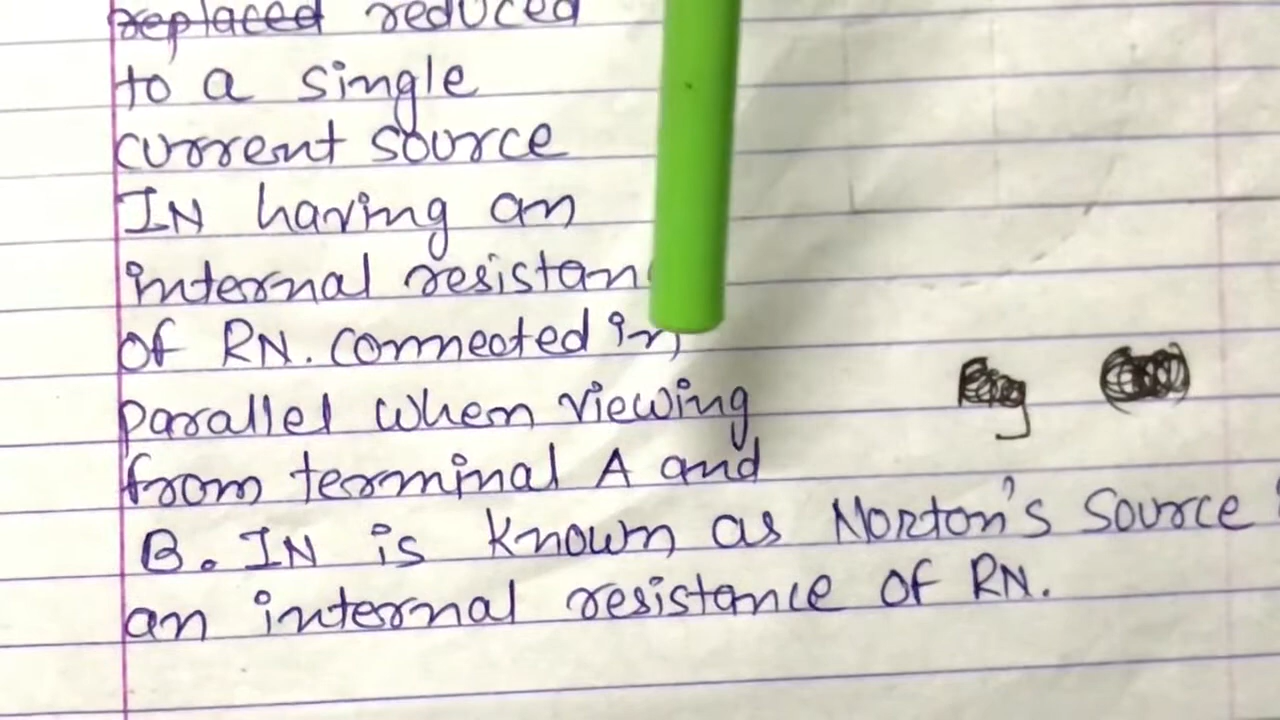 replaced reduced
to a single
current source
IN having an
internal resistan
of RN. connected in
parallel when viewing
from terminal A and
B. IN is known as Norton's Source
an internal resistance of RN.